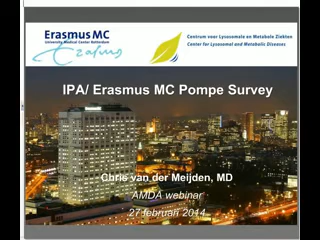 Erasmus MC
University Medical Center Rotterdam
Erasmus
Centrum voor Lysosomale en Metabole Ziekten
Center for Lysosomal and Metabolic Diseases
IPA/ Erasmus MC Pompe Survey
Chris van der Meijden, MD
AMDA webinar
27 februari 2014